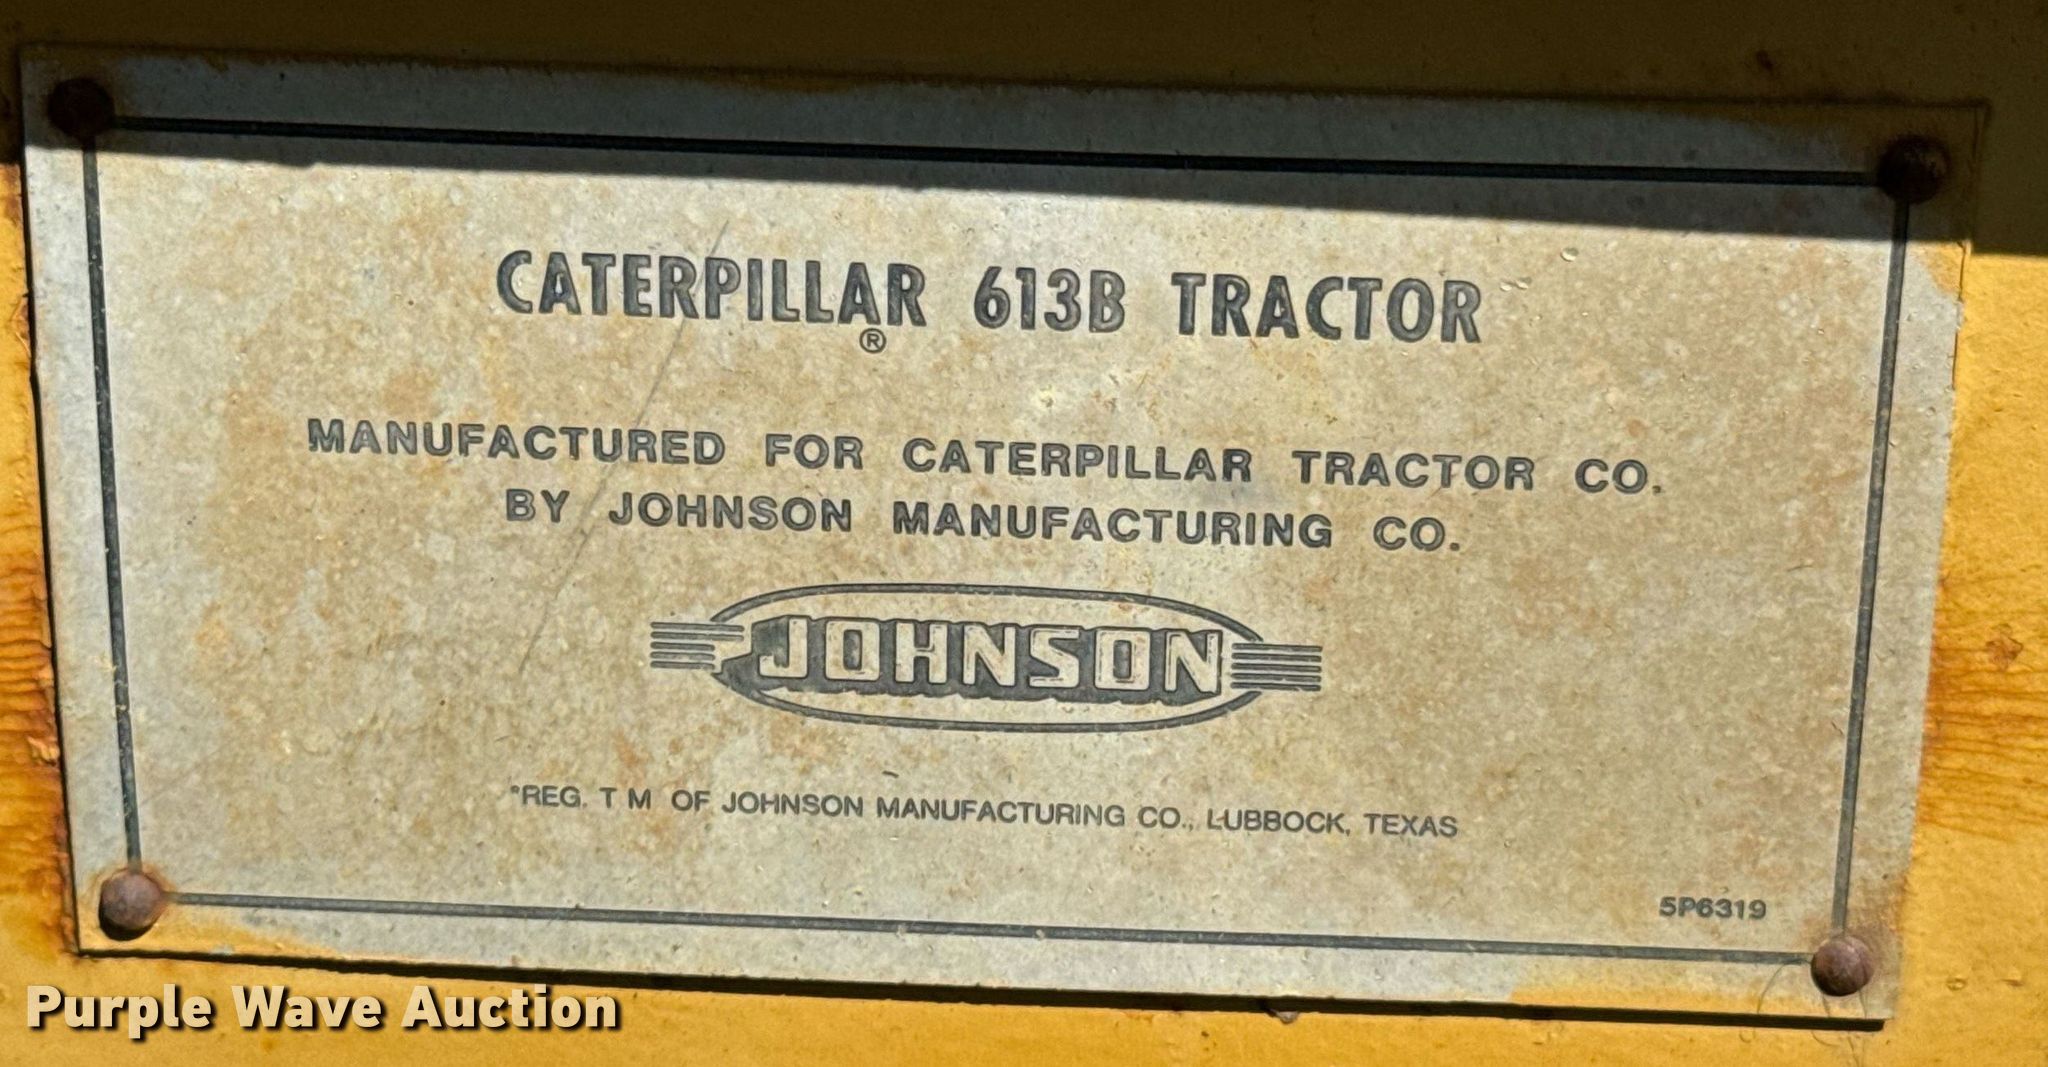 CATERPILLAR 613B TRACTOR
®
MANUFACTURED FOR CATERPILLAR TRACTOR CO.
BY JOHNSON MANUFACTURING CO.
JOHNSON
*REG. T M OF JOHNSON MANUFACTURING CO., LUBBOCK, TEXAS
5P6319
Purple Wave Auction